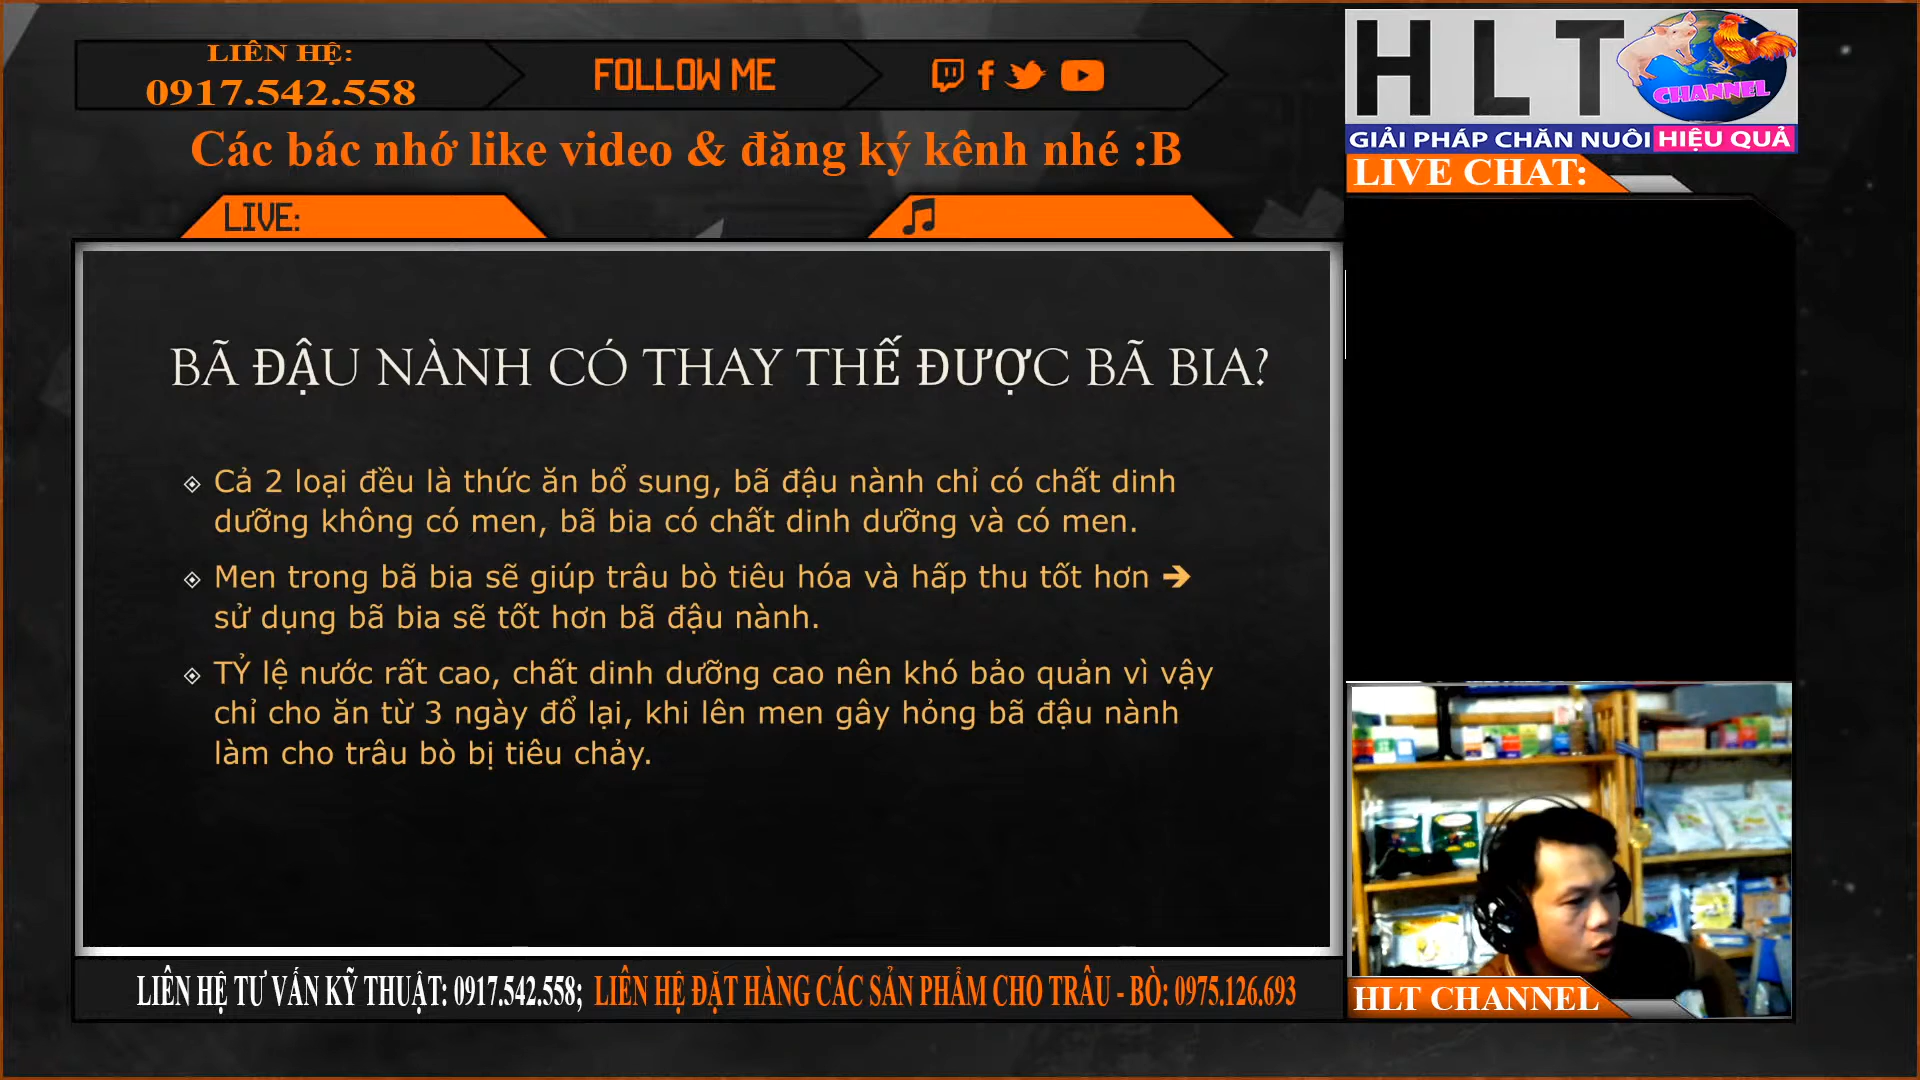 LIÊN HỆ:
0917.542.558
FOLLOW ME
Các bác nhớ like video & đăng ký kênh nhé :B
LIVE:
HLT
CHANNEL
GIẢI PHÁP CHĂN NUÔI HIỆU QUẢ
LIVE CHAT:
BÃ ĐẬU NÀNH CÓ THAY THẾ ĐƯỢC BÃ BIA?
Cả 2 loại đều là thức ăn bổ sung, bã đậu nành chỉ có chất dinh
dưỡng không có men, bã bia có chất dinh dưỡng và có men.
Men trong bã bia sẽ giúp trâu bò tiêu hóa và hấp thu tốt hơn ➔
sử dụng bã bia sẽ tốt hơn bã đậu nành.
TỶ lệ nước rất cao, chất dinh dưỡng cao nên khó bảo quản vì vậy
chỉ cho ăn từ 3 ngày đổ lại, khi lên men gây hỏng bã đậu nành
làm cho trâu bò bị tiêu chảy.
LIÊN HỆ TƯ VẤN KỸ THUẬT: 0917.542.558; LIÊN HỆ ĐẶT HÀNG CÁC SẢN PHẨM CHO TRÂU - BÒ: 0975.126.693
HLT CHANNEL